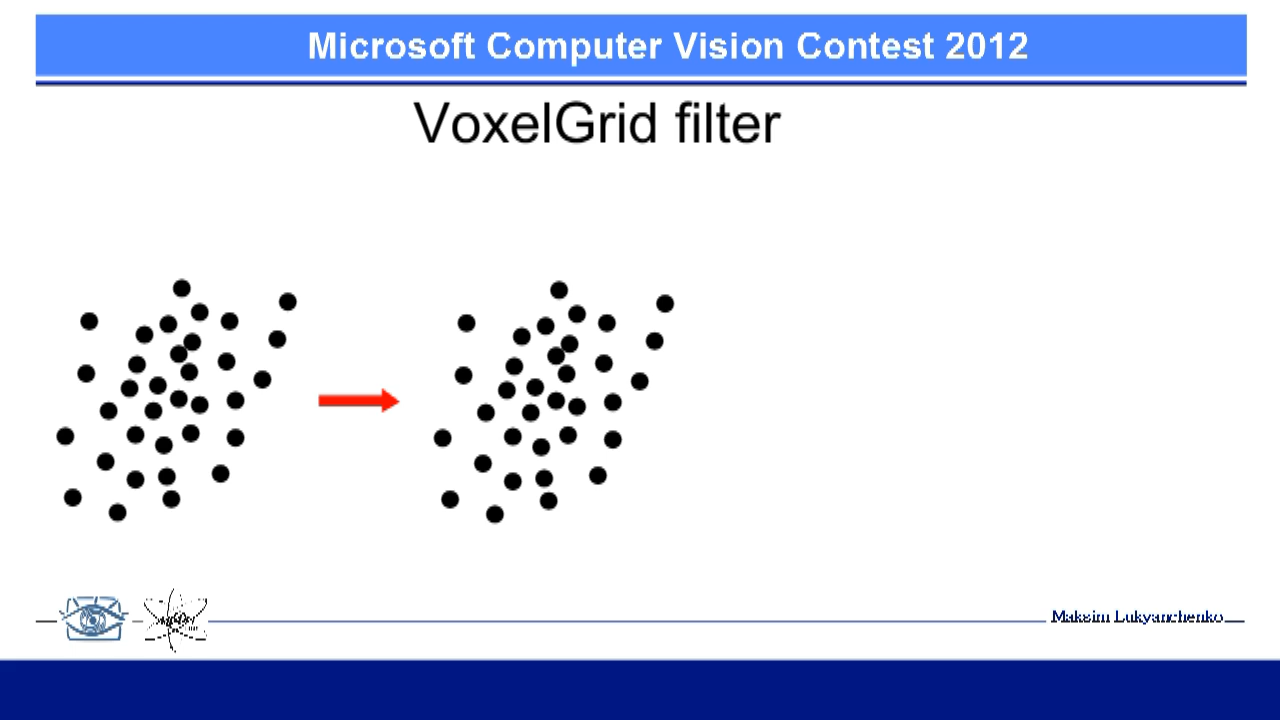 Microsoft Computer Vision Contest 2012
VoxelGrid filter
Maksim Lukyanchenko